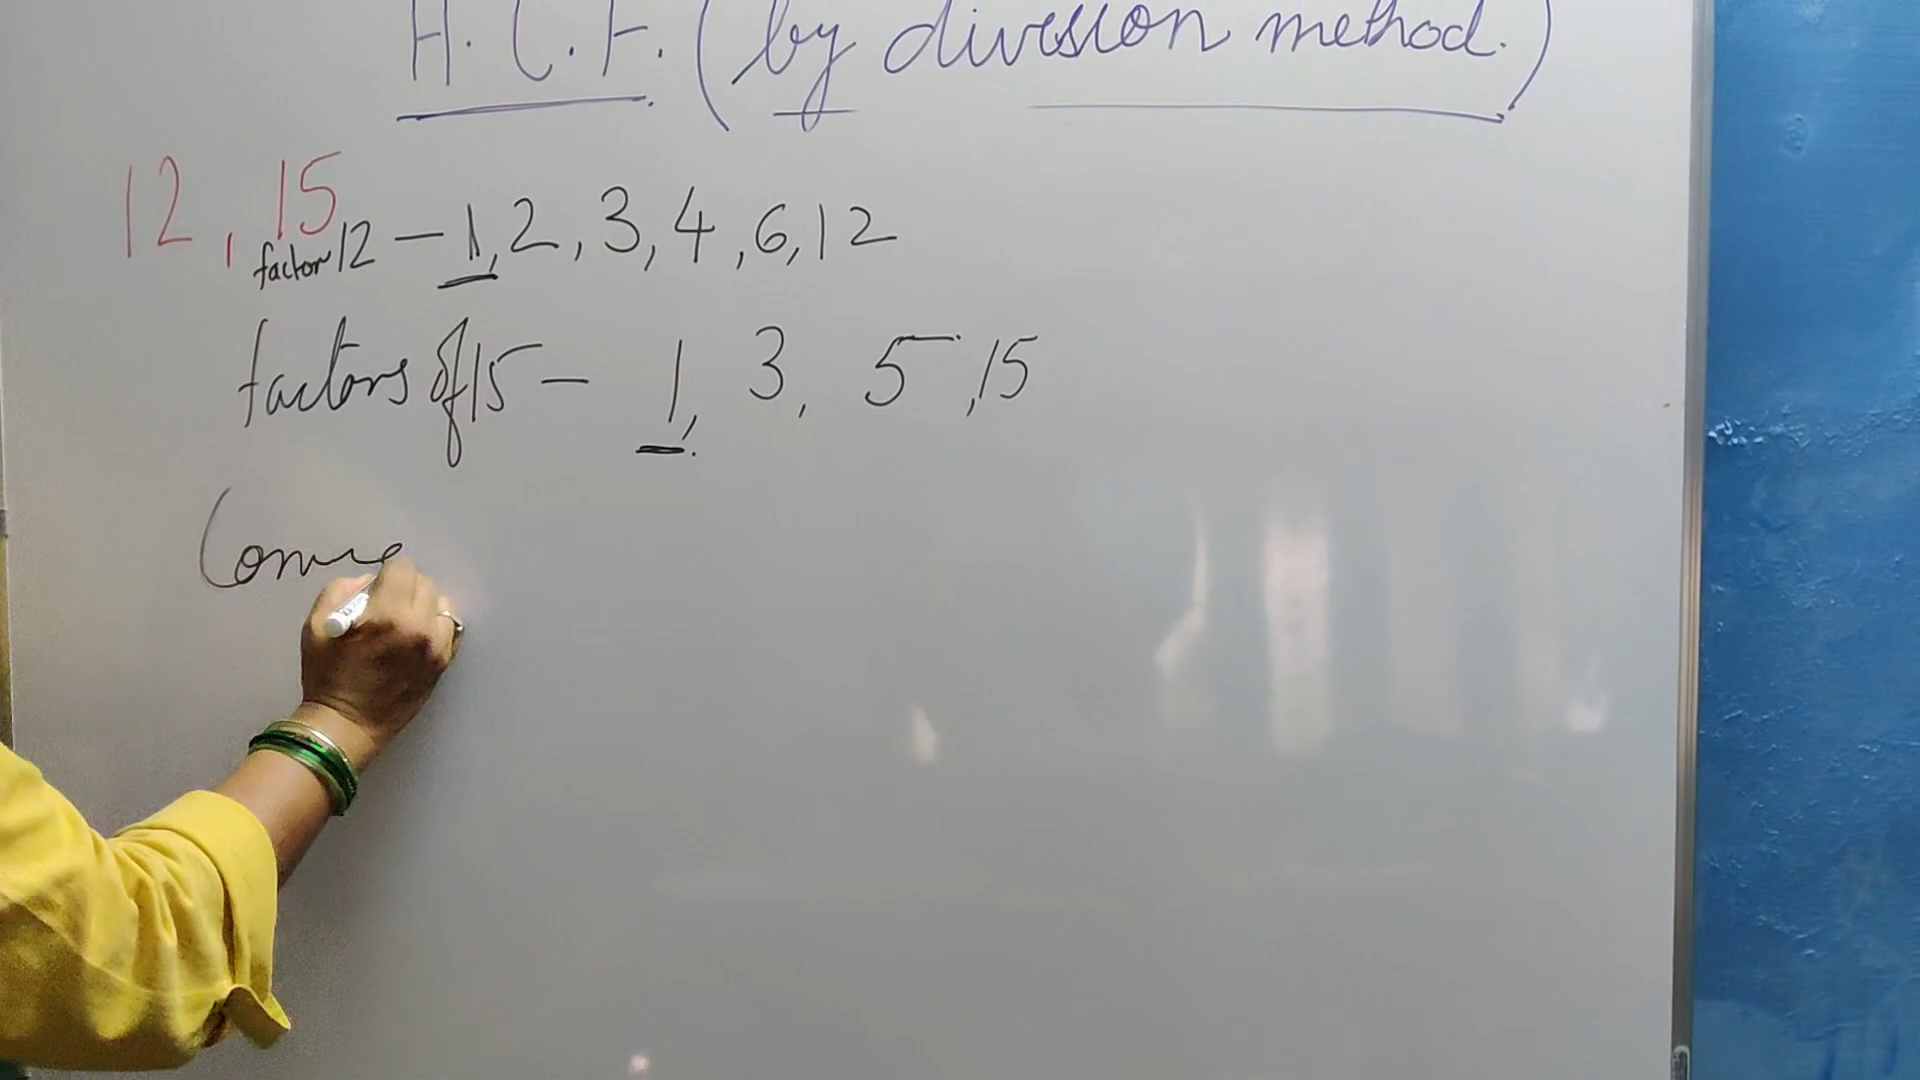 H.C.F. (by division method.)
12, 15
factor 12 – 1, 2, 3, 4, 6, 12
factors of 15 – 1, 3, 5, 15